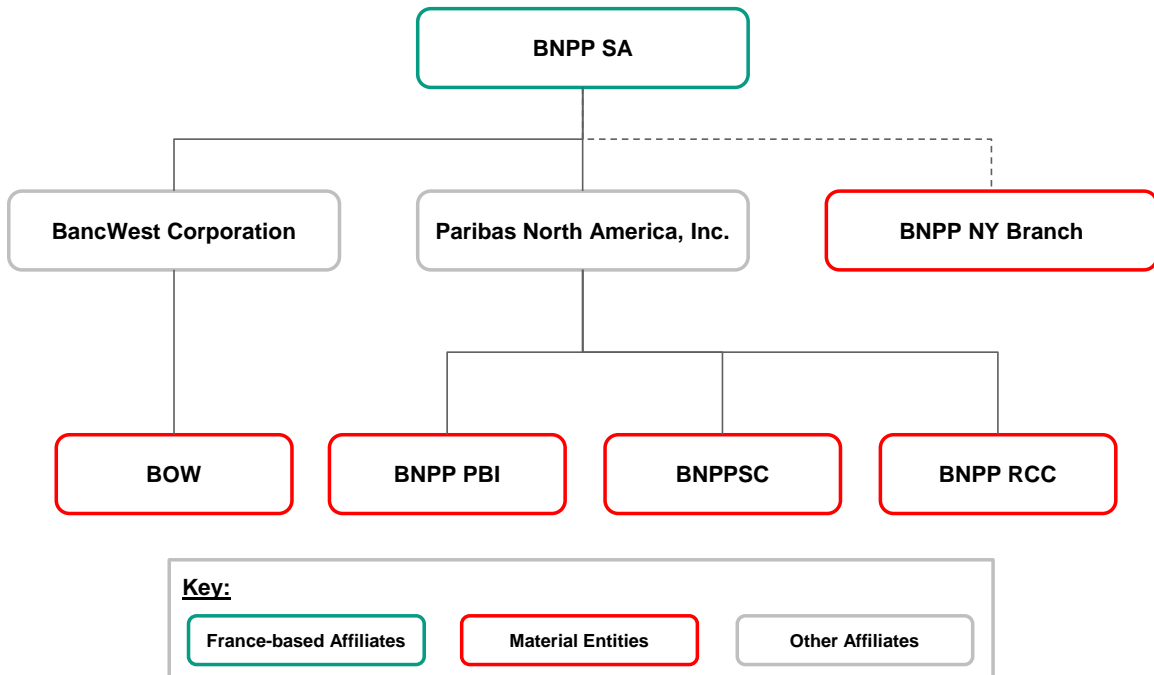 BNPP SA
BancWest Corporation
Paribas North America, Inc.
BNPP NY Branch
BOW
BNPP PBI
BNPPSC
BNPP RCC
Key:
France-based Affiliates
Material Entities
Other Affiliates